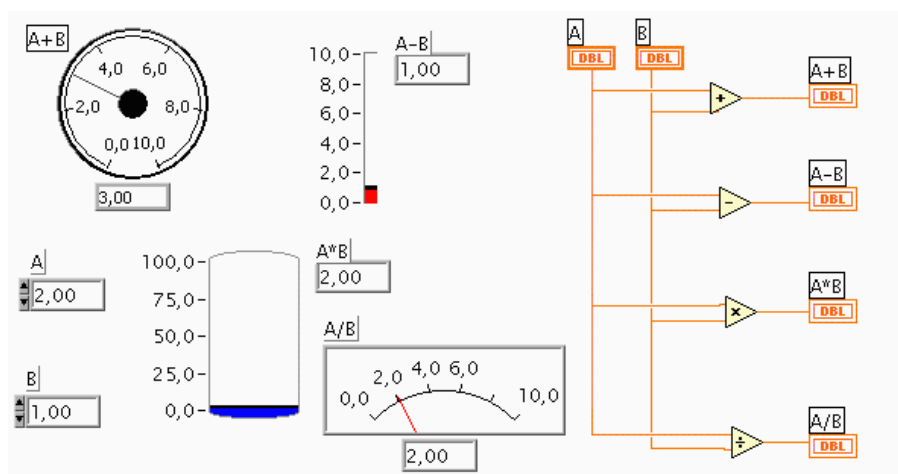 A+B
4,0 6,0
2,0 8,0
0,0 10,0
3,00
A-B
1,00
10,0
8,0
6,0
4,0
2,0
0,0
A
2,00
B
1,00
A*B
2,00
100,0
75,0
50,0
25,0
0,0
A/B
0,0 2,0 4,0 6,0 10,0
2,00
A B
DBL DBL
+
A+B
DBL
-
A-B
DBL
×
A*B
DBL
÷
A/B
DBL